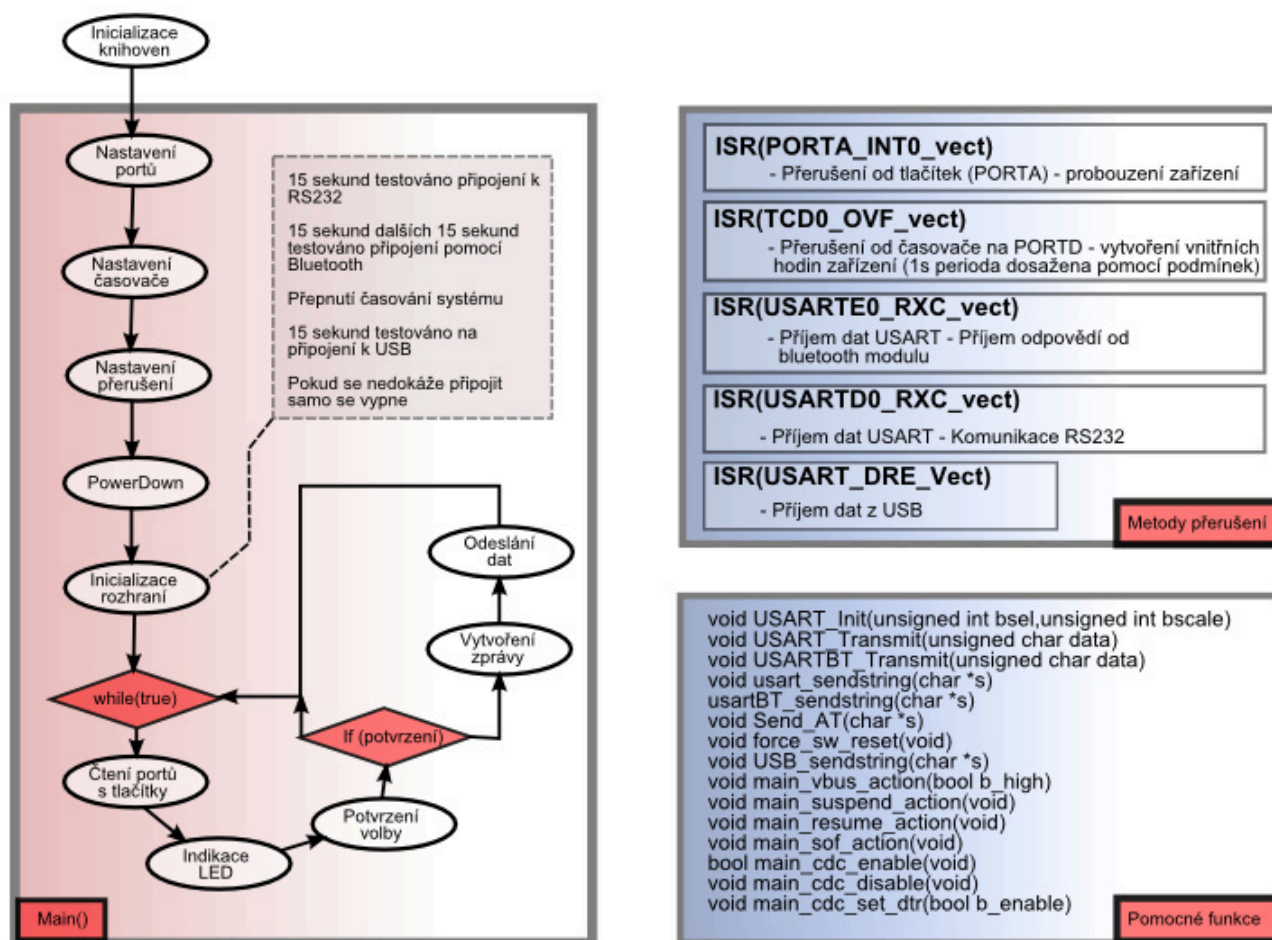 Inicializace
knihoven
Nastavení
portů
Nastavení
časovače
Nastavení
přerušení
PowerDown
Inicializace
rozhraní
while(true)
Čtení portů
s tlačítky
Indikace
LED
Potvrzení
volby
If (potvrzení)
Vytvoření
zprávy
Odeslání
dat
15 sekund testováno připojení k
RS232
15 sekund dalších 15 sekund
testováno připojení pomocí
Bluetooth
Přepnutí časování systému
15 sekund testováno na
připojení k USB
Pokud se nedokáže připojit
samo se vypne
Main()
ISR(PORTA_INT0_vect)
- Přerušení od tlačítek (PORTA) - probouzení zařízení
ISR(TCD0_OVF_vect)
- Přerušení od časovače na PORTD - vytvoření vnitřních
hodin zařízení (1s perioda dosažena pomocí podmínek)
ISR(USARTE0_RXC_vect)
- Příjem dat USART - Příjem odpovědí od
bluetooth modulu
ISR(USARTD0_RXC_vect)
- Příjem dat USART - Komunikace RS232
ISR(USART_DRE_Vect)
- Příjem dat z USB
Metody přerušení
void USART_Init(unsigned int bsel,unsigned int bscale)
void USART_Transmit(unsigned char data)
void USARTBT_Transmit(unsigned char data)
void usart_sendstring(char *s)
usartBT_sendstring(char *s)
void Send_AT(char *s)
void force_sw_reset(void)
void USB_sendstring(char *s)
void main_vbus_action(bool b_high)
void main_suspend_action(void)
void main_resume_action(void)
void main_sof_action(void)
bool main_cdc_enable(void)
void main_cdc_disable(void)
void main_cdc_set_dtr(bool b_enable)
Pomocné funkce